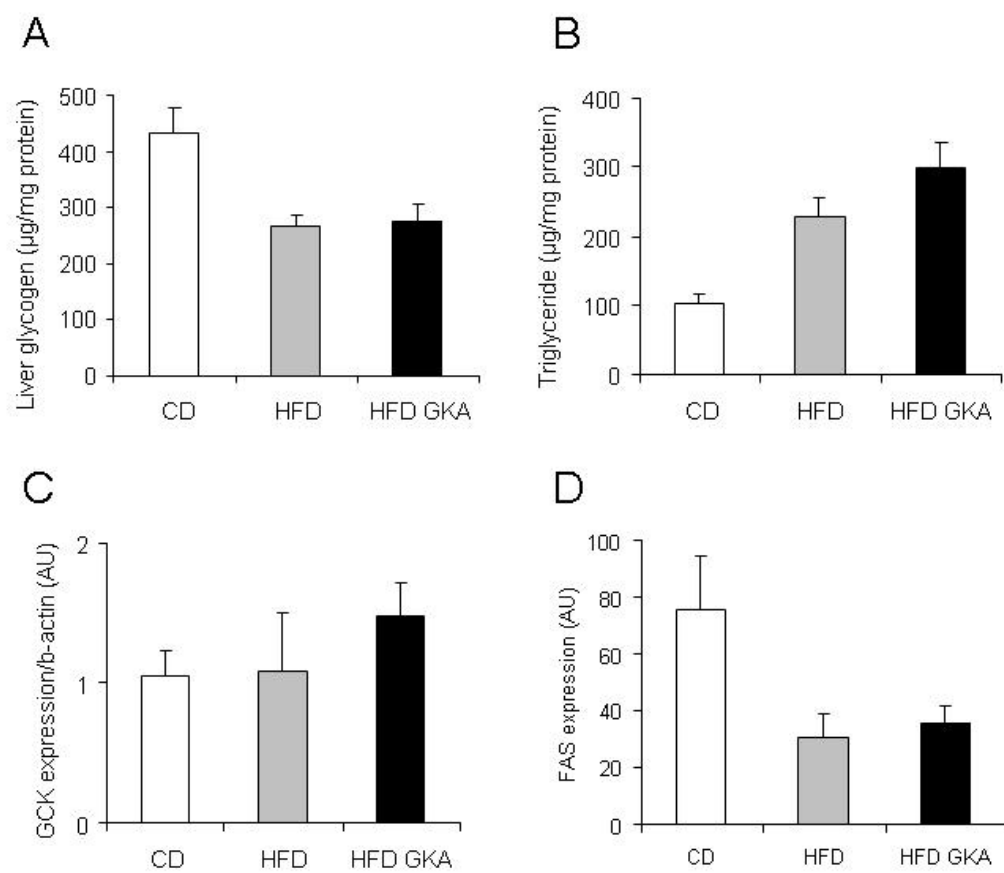 A
Liver glycogen (µg/mg protein)
500
400
300
200
100
0
CD HFD HFD GKA
B
Triglyceride (µg/mg protein)
400
300
200
100
0
CD HFD HFD GKA
C
GCK expression/b-actin (AU)
2
1
0
CD HFD HFD GKA
D
FAS expression (AU)
100
80
60
40
20
0
CD HFD HFD GKA